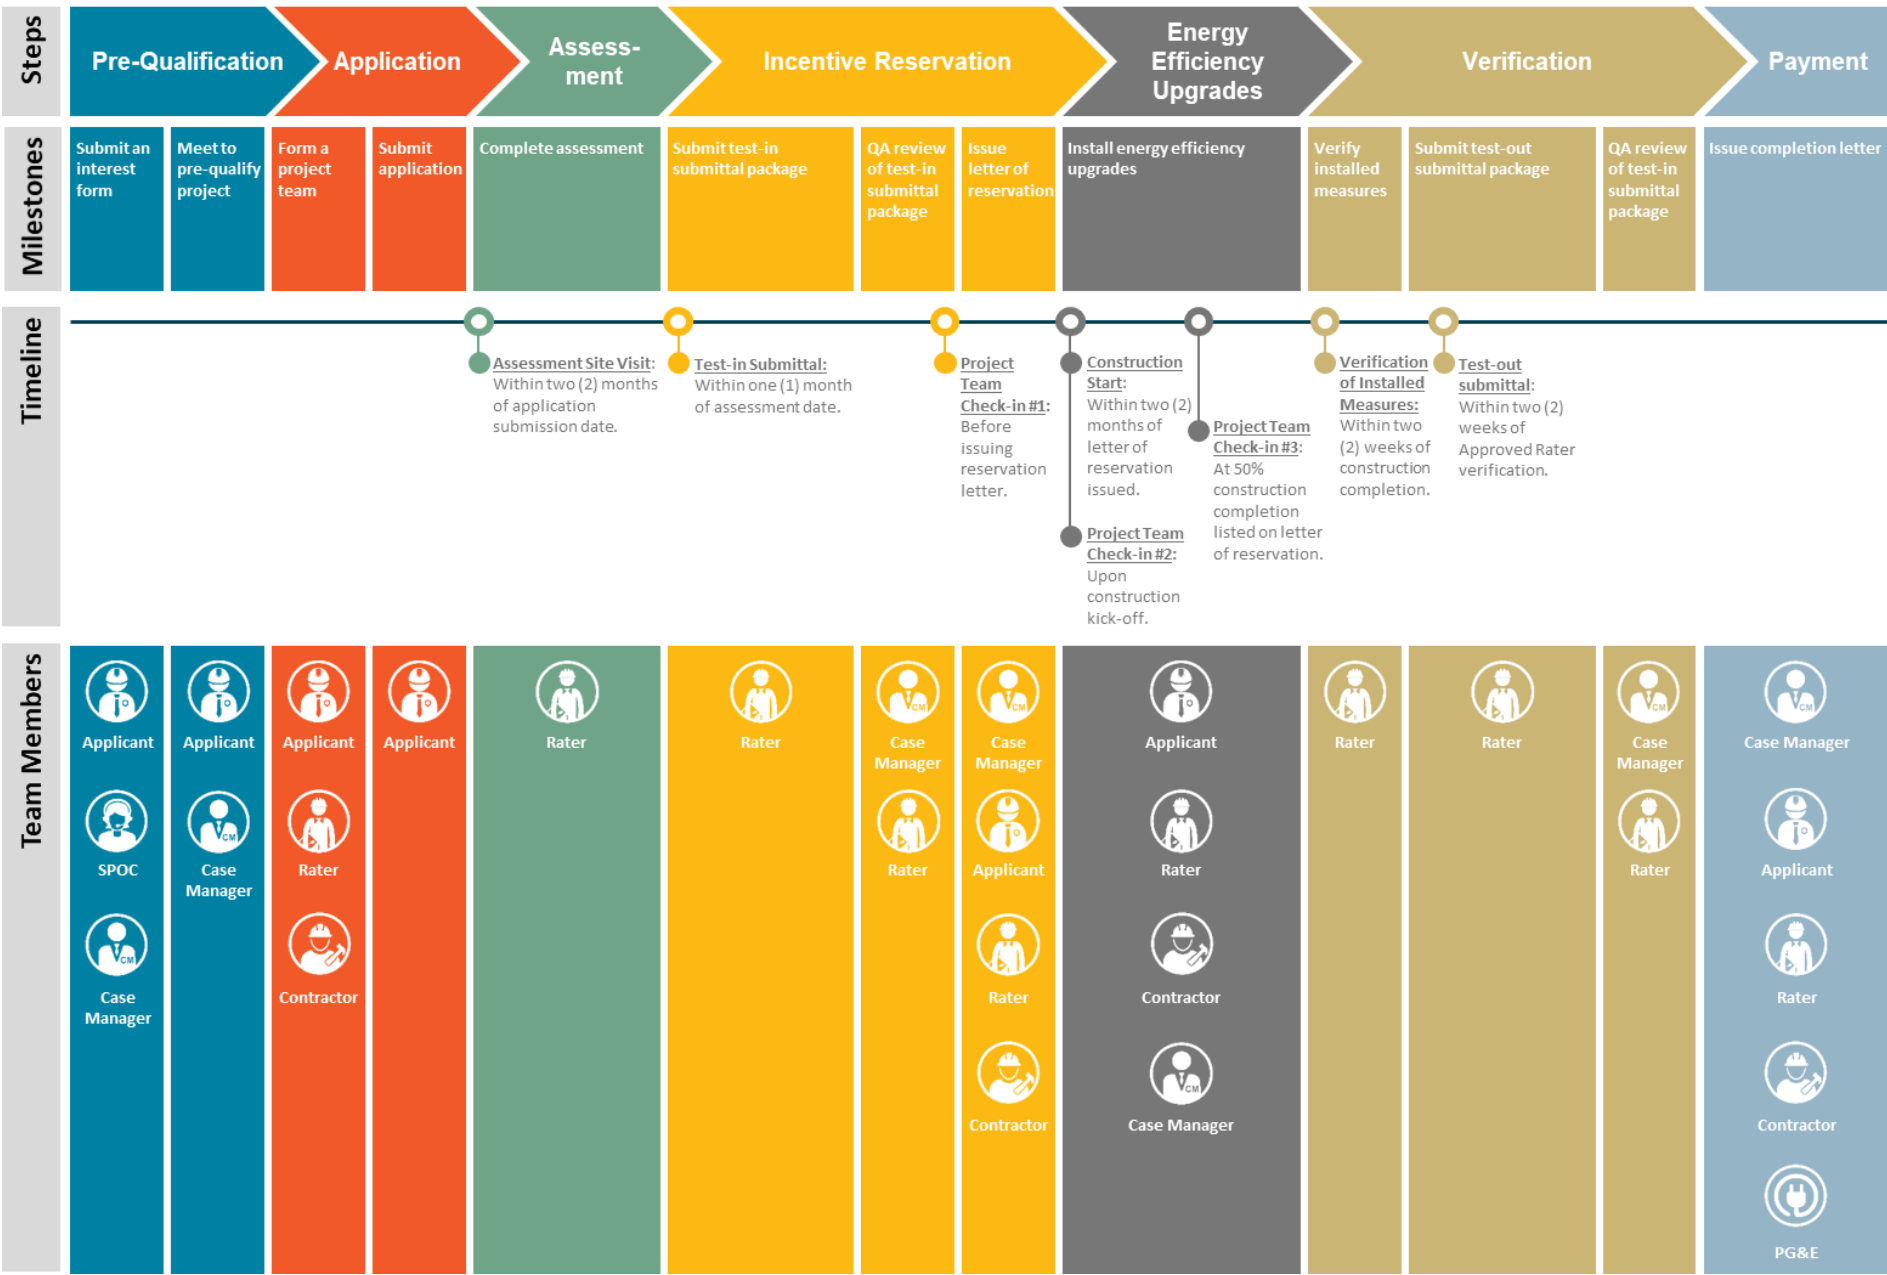 Steps
Pre-Qualification
Application
Assess-
ment
Incentive Reservation
Energy
Efficiency
Upgrades
Verification
Payment
Milestones
Submit an
interest
form
Meet to
pre-qualify
project
Form a
project
team
Submit
application
Complete assessment
Submit test-in
submittal package
QA review
of test-in
submittal
package
Issue
letter of
reservation
Install energy efficiency
upgrades
Verify
installed
measures
Submit test-out
submittal package
QA review
of test-in
submittal
package
Issue completion letter
Timeline
Assessment Site Visit:
Within two (2) months
of application
submission date.
Test-in Submittal:
Within one (1) month
of assessment date.
Project
Team
Check-in #1:
Before
issuing
reservation
letter.
Construction
Start:
Within two (2)
months of
letter of
reservation
issued.
Project Team
Check-in #2:
Upon
construction
kick-off.
Project Team
Check-in #3:
At 50%
construction
completion
listed on letter
of reservation.
Verification
of Installed
Measures:
Within two
(2) weeks of
construction
completion.
Test-out
submittal:
Within two (2)
weeks of
Approved Rater
verification.
Team Members
Applicant
SPOC
CM
Case
Manager
Applicant
CM
Case
Manager
Applicant
Rater
Contractor
Applicant
Rater
Rater
CM
Case
Manager
Rater
CM
Case
Manager
Applicant
Rater
Contractor
Applicant
Rater
Contractor
CM
Case Manager
Rater
Rater
CM
Case
Manager
Rater
CM
Case Manager
Applicant
Rater
Contractor
PG&E